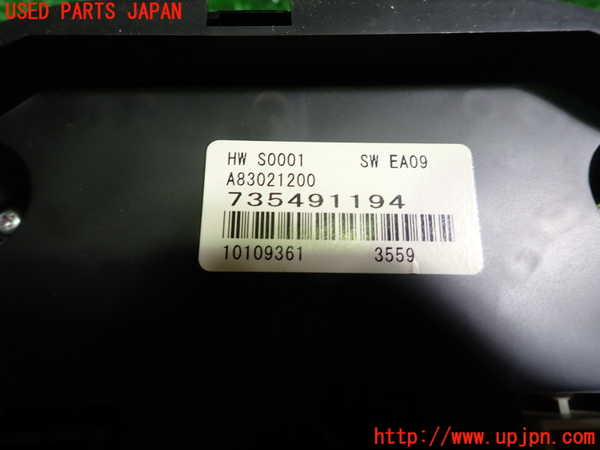 USED PARTS JAPAN
HW S0001 SW EA09
A83021200
735491194
10109361 3559
http://www.upjpn.com/